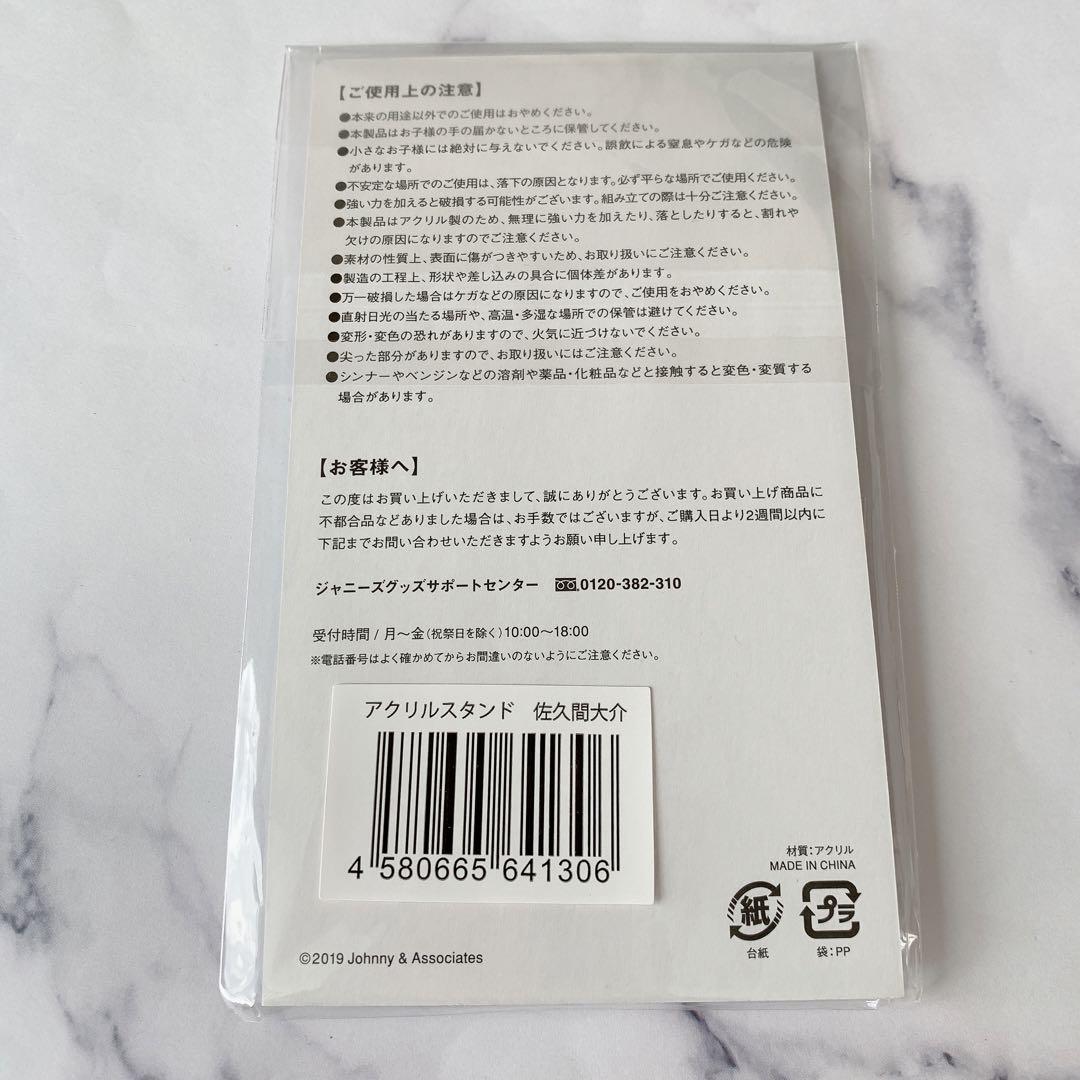 【ご使用上の注意】
●本来の用途以外でのご使用はおやめください。
●本製品はお子様の手の届かないところに保管してください。
●小さなお子様には絶対に与えないでください。誤飲による窒息やケガなどの危険
があります。
●不安定な場所でのご使用は、落下の原因となります。必ず平らな場所でご使用ください。
●強い力を加えると破損する可能性がございます。組み立ての際は十分ご注意ください。
●本製品はアクリル製のため、無理に強い力を加えたり、落としたりすると、割れや
欠けの原因になりますのでご注意ください。
●素材の性質上、表面に傷がつきやすいため、お取り扱いにご注意ください。
●製造の工程上、形状や差し込みの具合に個体差があります。
●万一破損した場合はケガなどの原因になりますので、ご使用をおやめください。
●直射日光の当たる場所や、高温・多湿な場所での保管は避けてください。
●変形・変色の恐れがありますので、火気に近づけないでください。
●尖った部分がありますので、お取り扱いにはご注意ください。
●シンナーやベンジンなどの溶剤や薬品・化粧品などと接触すると変色・変質する
場合があります。
【お客様へ】
この度はお買い上げいただきまして、誠にありがとうございます。お買い上げ商品に
不都合品などありました場合は、お手数ではございますが、ご購入日より2週間以内に
下記までお問い合わせいただきますようお願い申し上げます。
ジャニーズグッズサポートセンター 0120-382-310
受付時間/月〜金(祝祭日を除く)10:00〜18:00
※電話番号はよく確かめてからお間違いのないようにご注意ください。
アクリルスタンド 佐久間大介
4 580665 641306
材質:アクリル
MADE IN CHINA
紙 プラ
台紙 袋:PP
©2019 Johnny & Associates